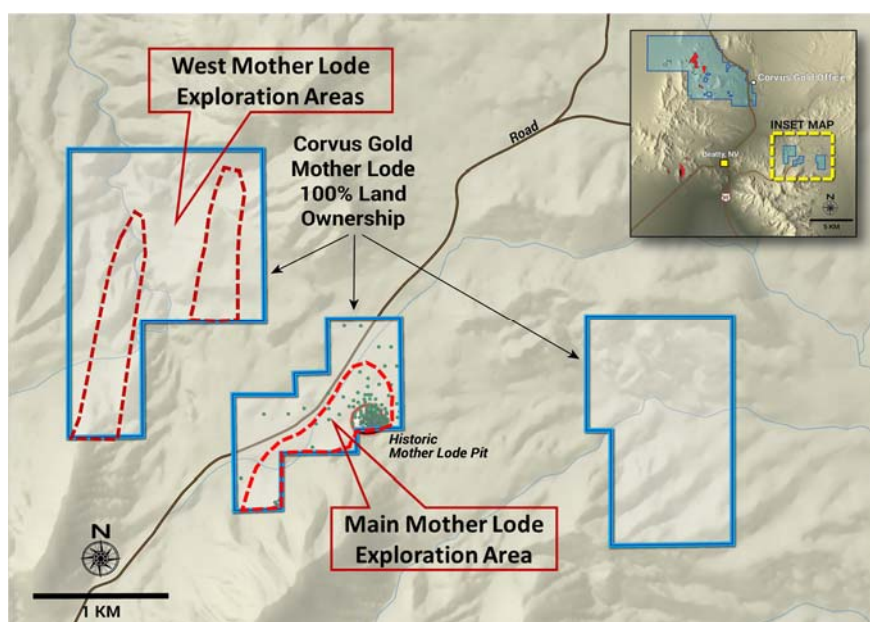 West Mother Lode
Exploration Areas
Corvus Gold
Mother Lode
100% Land
Ownership
Road
Corvus Gold Office
INSET MAP
Beatty, NV
95
N
5 KM
Historic
Mother Lode Pit
Main Mother Lode
Exploration Area
N
1 KM